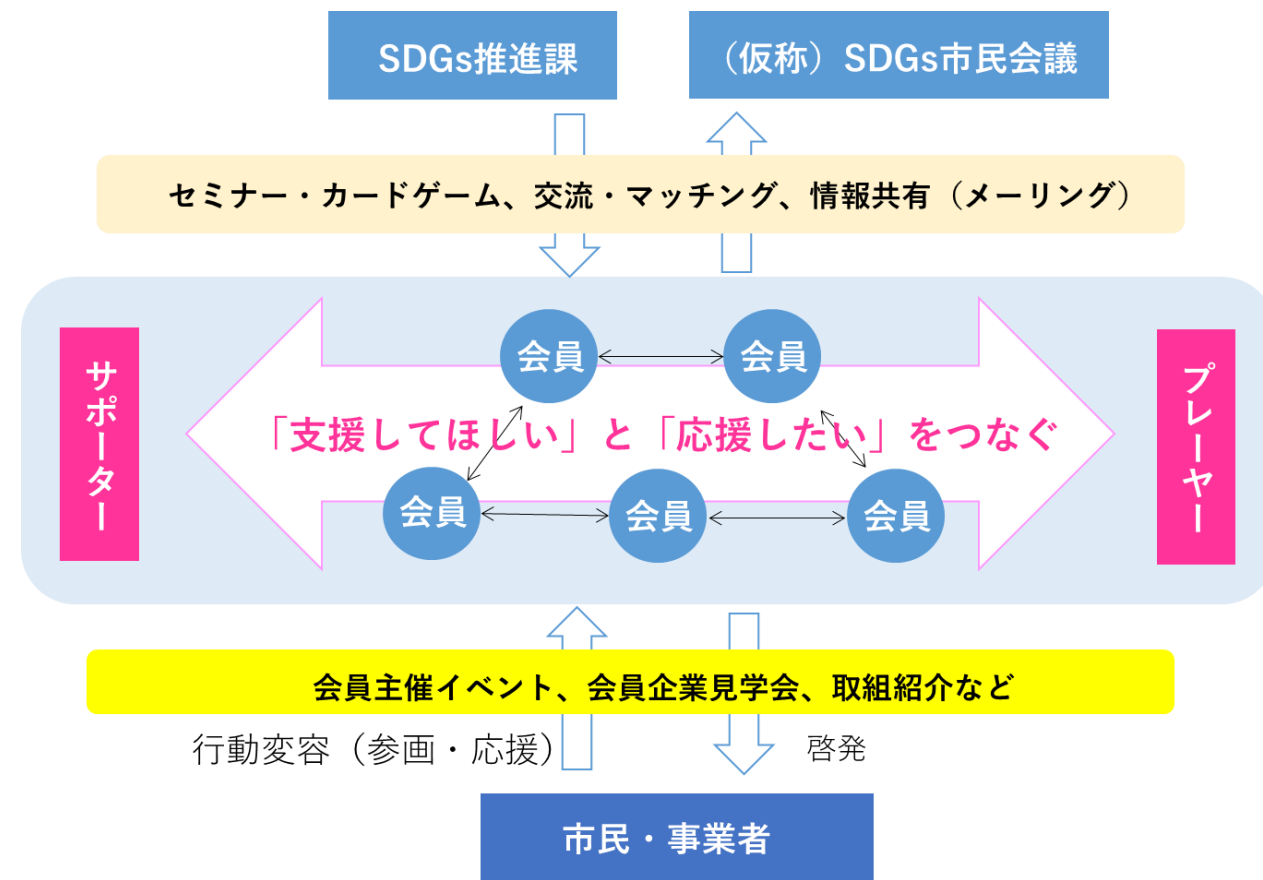 SDGs推進課
（仮称）SDGs市民会議
セミナー・カードゲーム、交流・マッチング、情報共有（メーリング）
サポーター
会員
会員
プレーヤー
「支援してほしい」と「応援したい」をつなぐ
会員
会員
会員
会員主催イベント、会員企業見学会、取組紹介など
行動変容（参画・応援）
啓発
市民・事業者